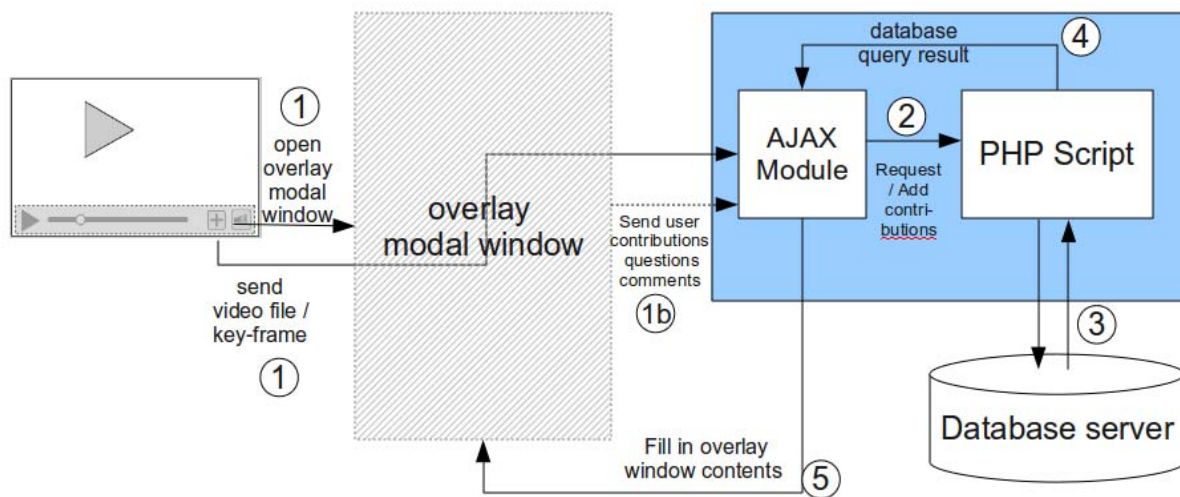 1
open
overlay
modal
window
send
video file /
key-frame
1
overlay
modal window
Send user
contributions
questions
comments
1b
database
query result
4
AJAX
Module
2
Request
/ Add
contri-
butions
PHP Script
3
Database server
Fill in overlay
window contents
5